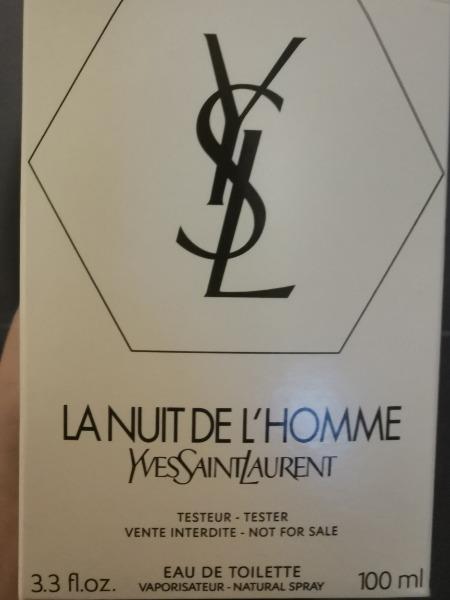 YSL
LA NUIT DE L'HOMME
YVESSAINTLAURENT
TESTEUR - TESTER
VENTE INTERDITE - NOT FOR SALE
EAU DE TOILETTE
3.3 fl.oz. VAPORISATEUR - NATURAL SPRAY 100 ml